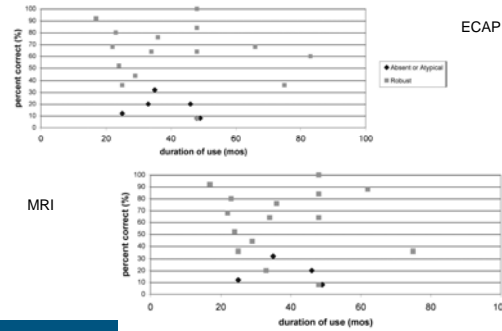 ECAP
percent correct (%)
100
90
80
70
60
50
40
30
20
10
0
0 20 40 60 80 100
duration of use (mos)
Absent or Atypical
Robust
MRI
percent correct (%)
100
90
80
70
60
50
40
30
20
10
0
0 20 40 60 80 100
duration of use (mos)